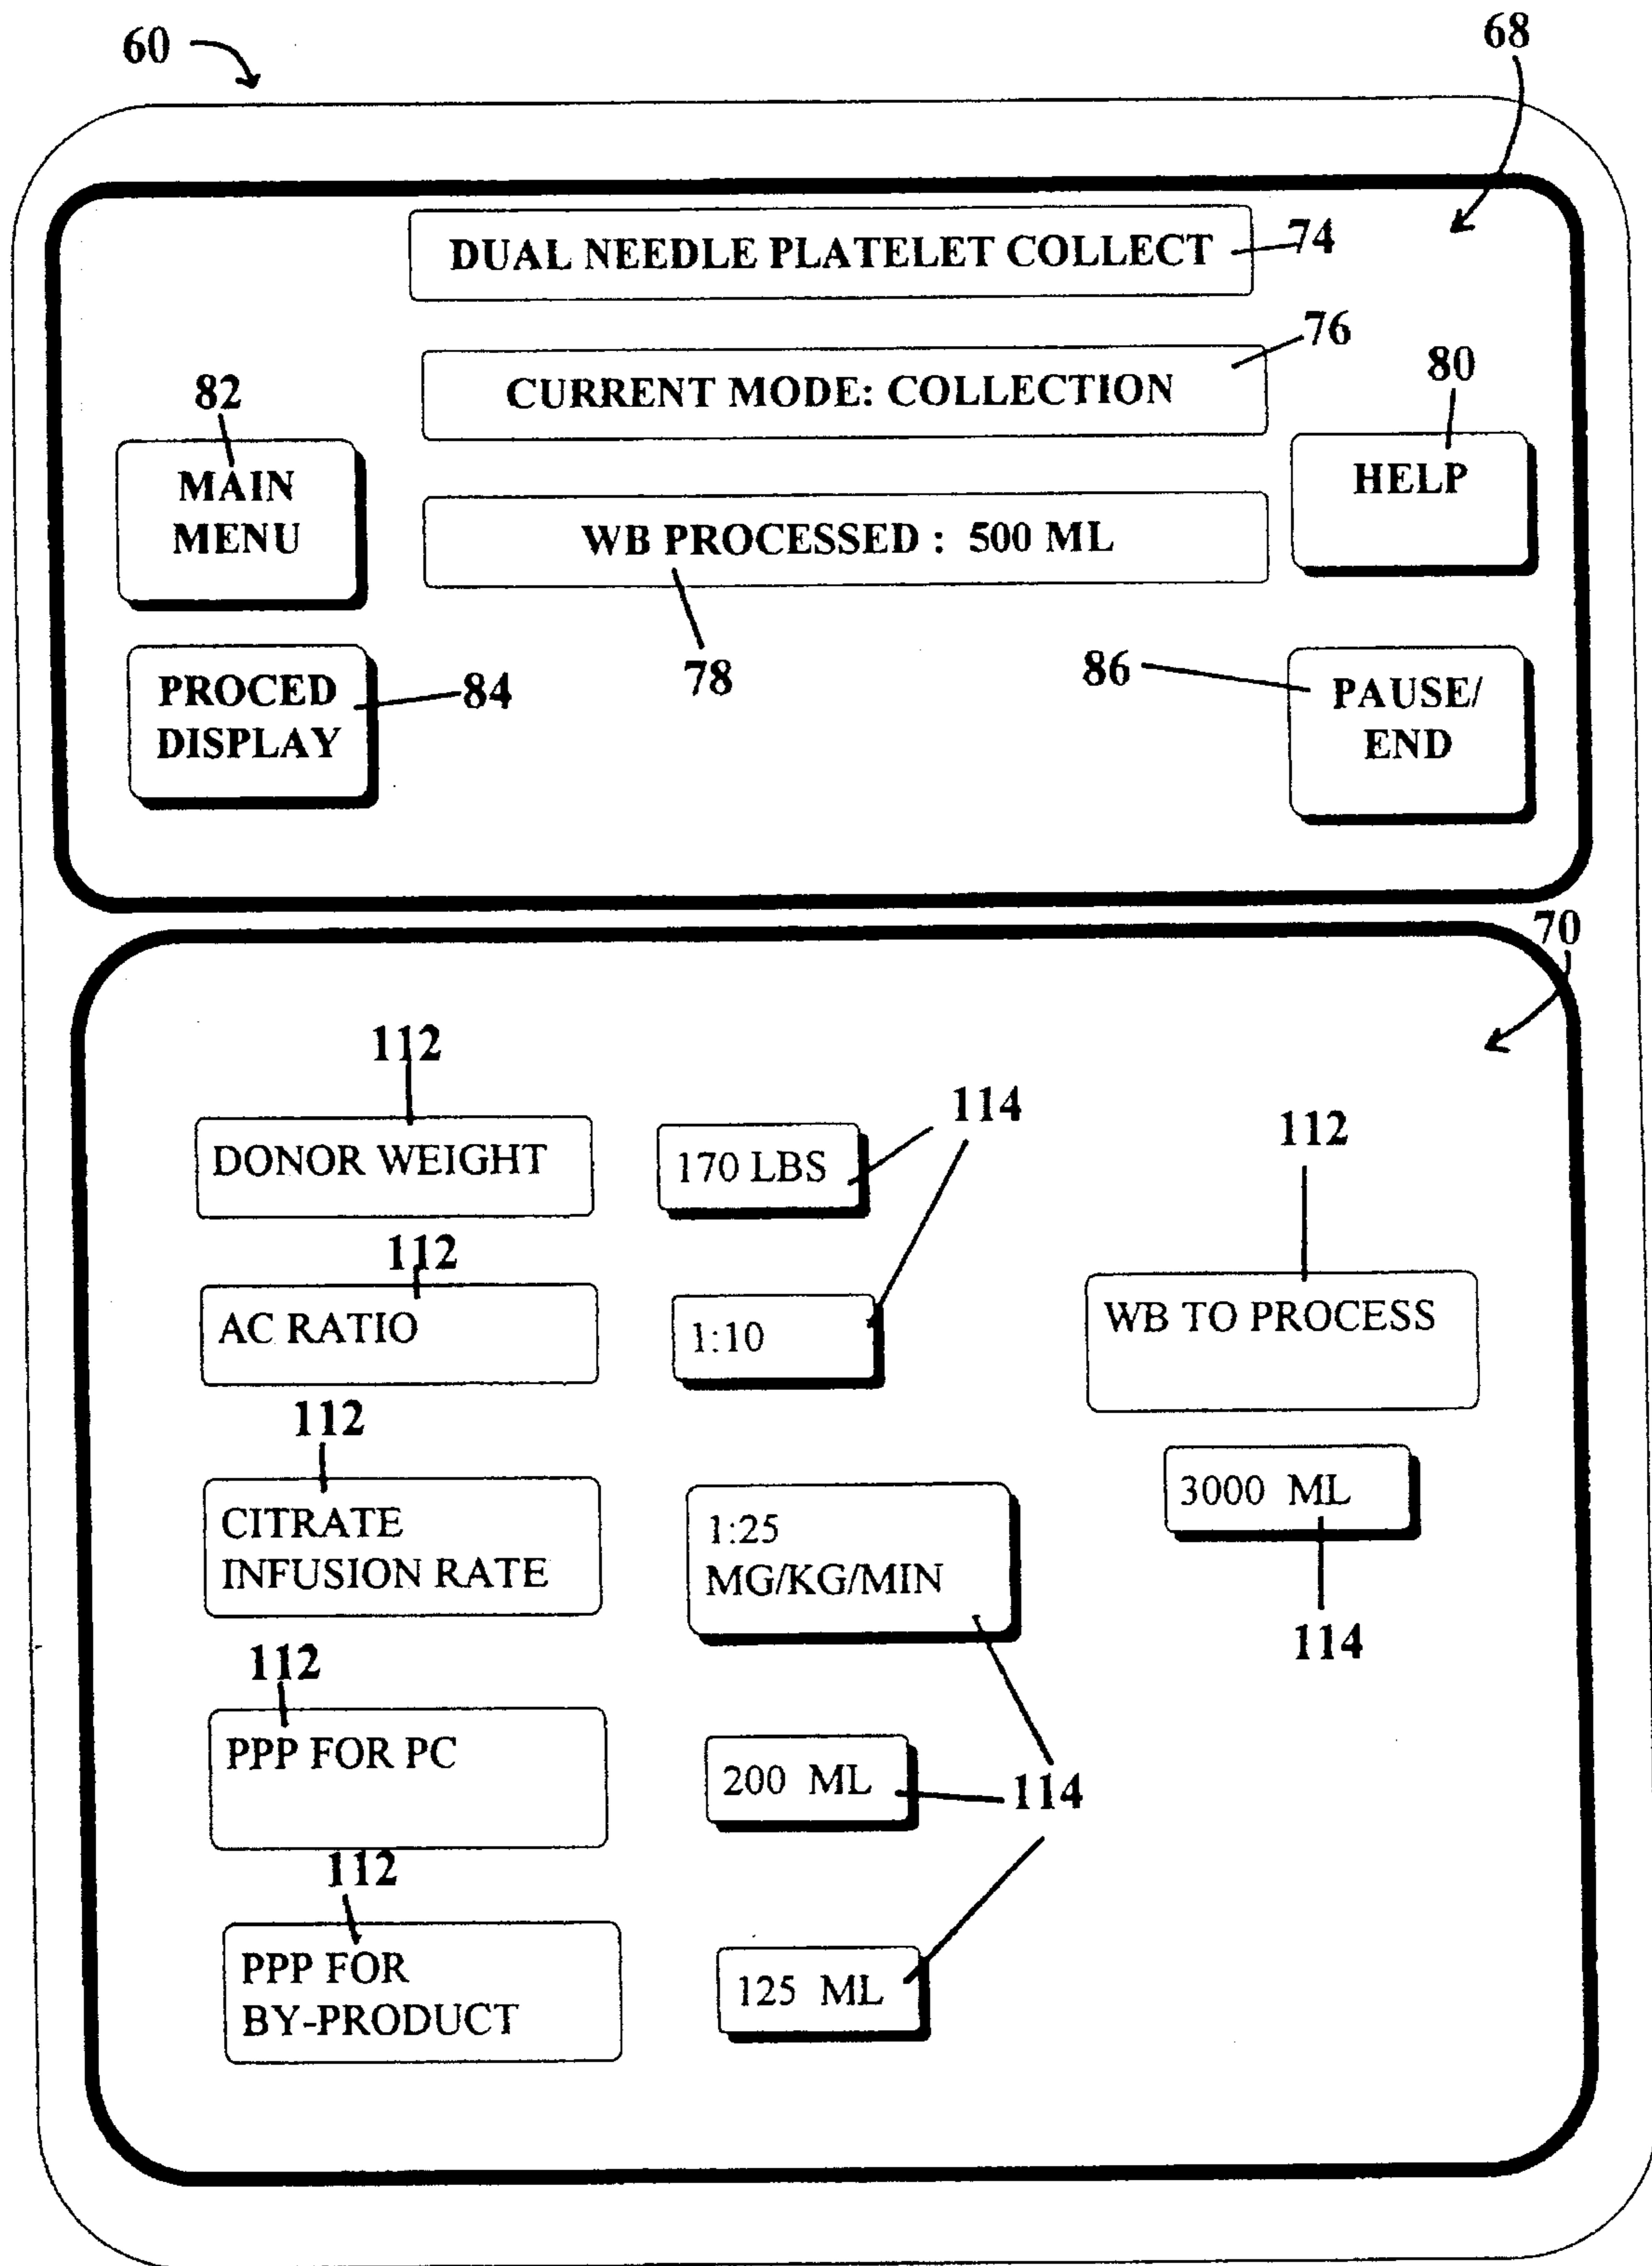 60
68
DUAL NEEDLE PLATELET COLLECT
74
76
CURRENT MODE: COLLECTION
82
80
MAIN
MENU
HELP
WB PROCESSED : 500 ML
78
PROCED
DISPLAY
84
86
PAUSE/
END
70
112
DONOR WEIGHT
170 LBS
114
112
112
AC RATIO
1:10
WB TO PROCESS
112
CITRATE
INFUSION RATE
1:25
MG/KG/MIN
3000 ML
114
112
PPP FOR PC
200 ML
114
112
PPP FOR
BY-PRODUCT
125 ML